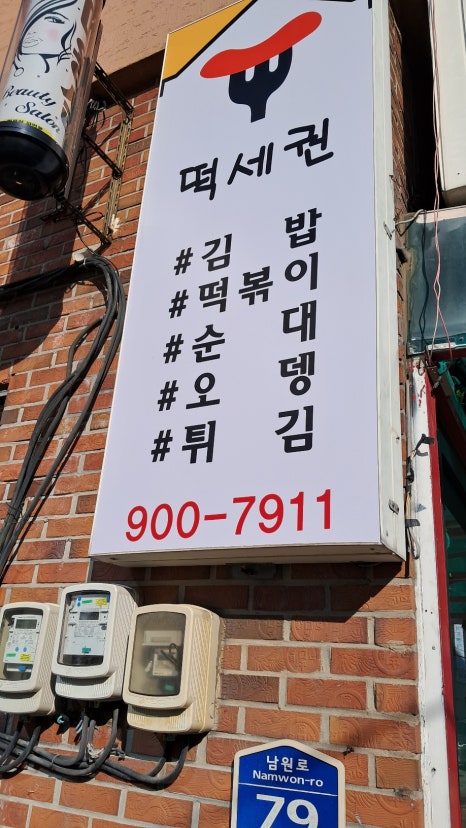 Beauty
Salon
떡세권
#김 밥
#떡볶이
#순 대
#오 뎅
#튀 김
900-7911
남원로
Namwon-ro
79